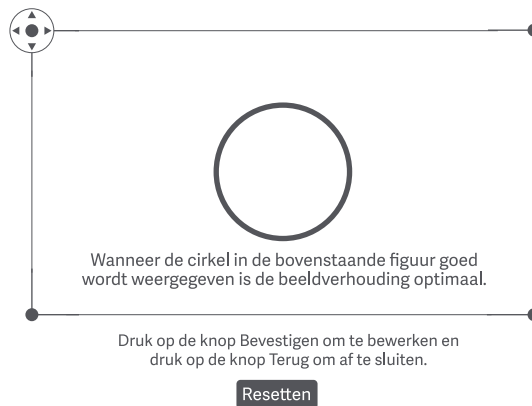 Wanneer de cirkel in de bovenstaande figuur goed
wordt weergegeven is de beeldverhouding optimaal.
Druk op de knop Bevestigen om te bewerken en
druk op de knop Terug om af te sluiten.
Resetten